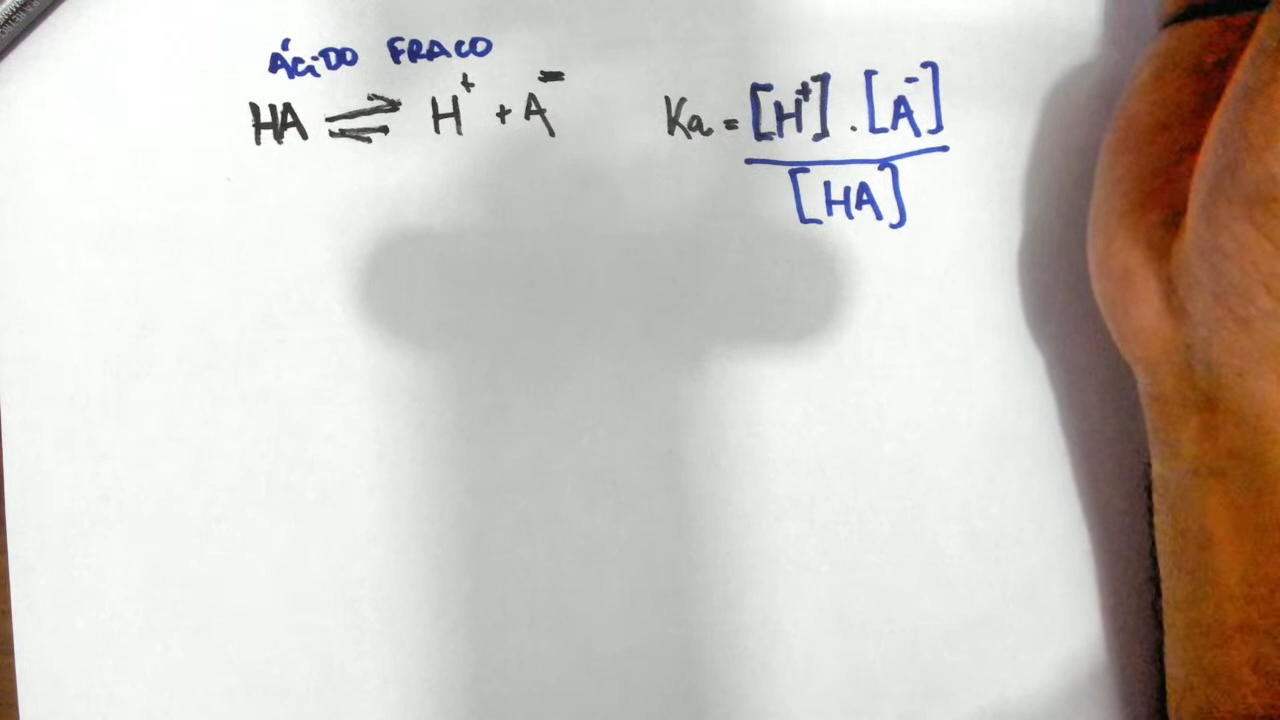 ÁCIDO FRACO
HA ⇌ H⁺ + A⁻
Ka = [H⁺] . [A⁻]
[HA]